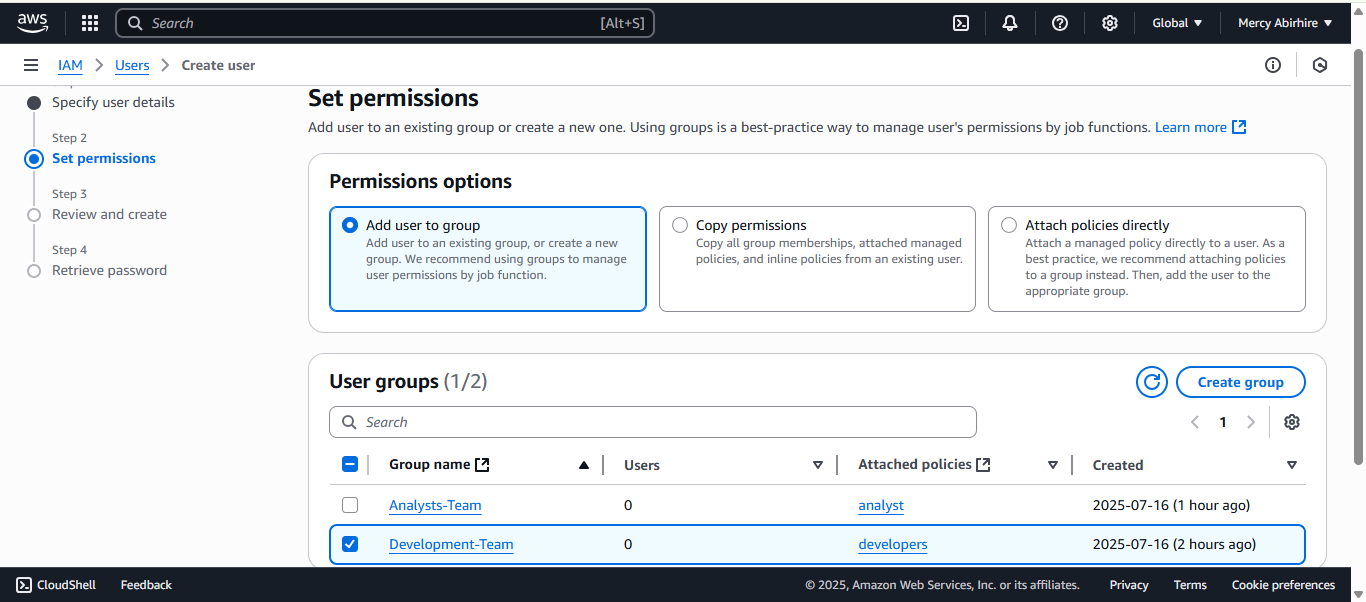 aws
Search [Alt+S]
Global ▼
Mercy Abirhire ▼
IAM > Users > Create user
Specify user details
Step 2
Set permissions
Step 3
Review and create
Step 4
Retrieve password
Set permissions
Add user to an existing group or create a new one. Using groups is a best-practice way to manage user's permissions by job functions. Learn more
Permissions options
Add user to group
Add user to an existing group, or create a new
group. We recommend using groups to manage
user permissions by job function.
Copy permissions
Copy all group memberships, attached managed
policies, and inline policies from an existing user.
Attach policies directly
Attach a managed policy directly to a user. As a
best practice, we recommend attaching policies
to a group instead. Then, add the user to the
appropriate group.
User groups (1/2)
Create group
Search
1
Group name Users Attached policies Created
Analysts-Team 0 analyst 2025-07-16 (1 hour ago)
Development-Team 0 developers 2025-07-16 (2 hours ago)
CloudShell Feedback © 2025, Amazon Web Services, Inc. or its affiliates. Privacy Terms Cookie preferences